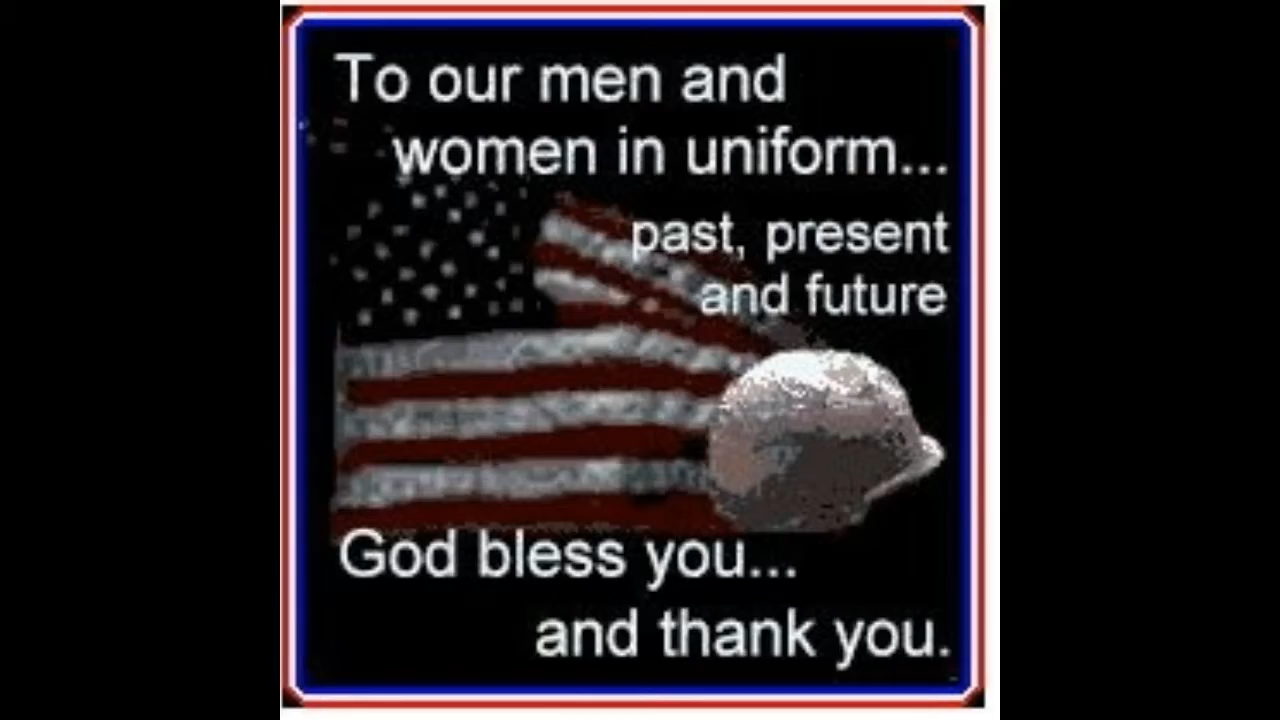 To our men and
women in uniform...
past, present
and future
God bless you...
and thank you.